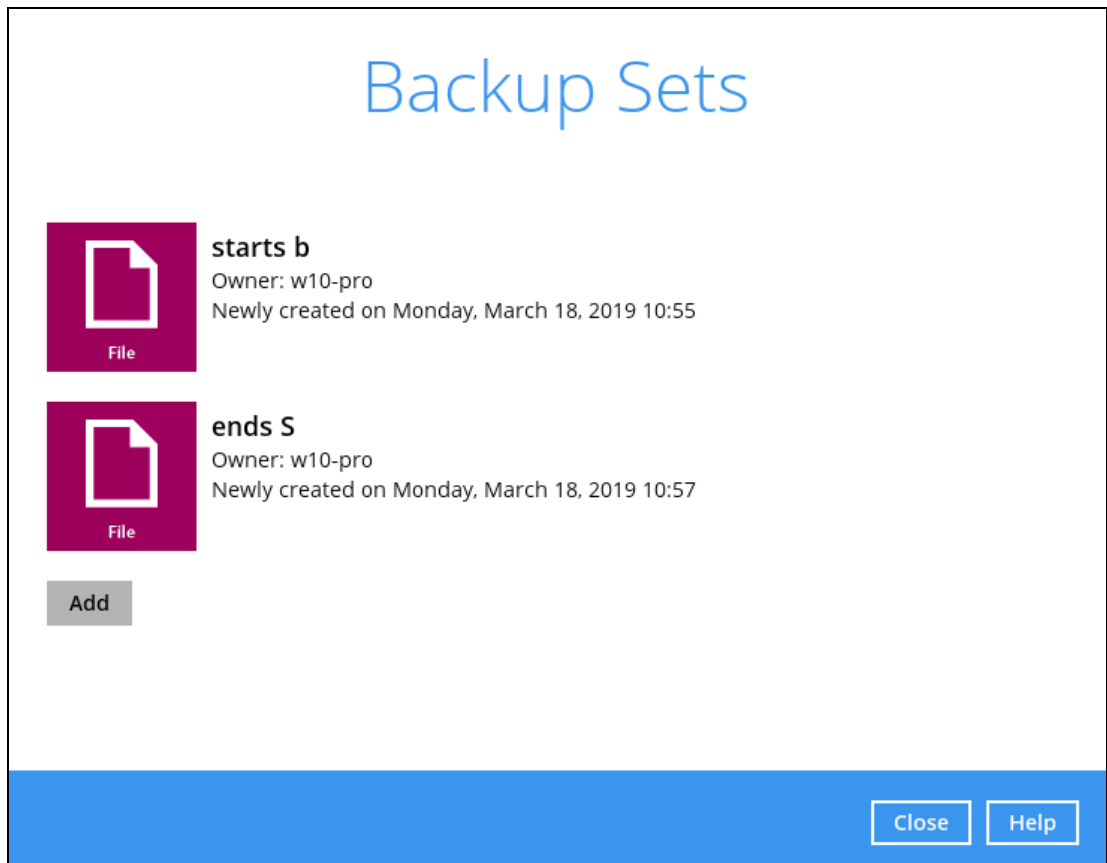 Backup Sets
starts b
Owner: w10-pro
Newly created on Monday, March 18, 2019 10:55
File
ends S
Owner: w10-pro
Newly created on Monday, March 18, 2019 10:57
File
Add
Close
Help